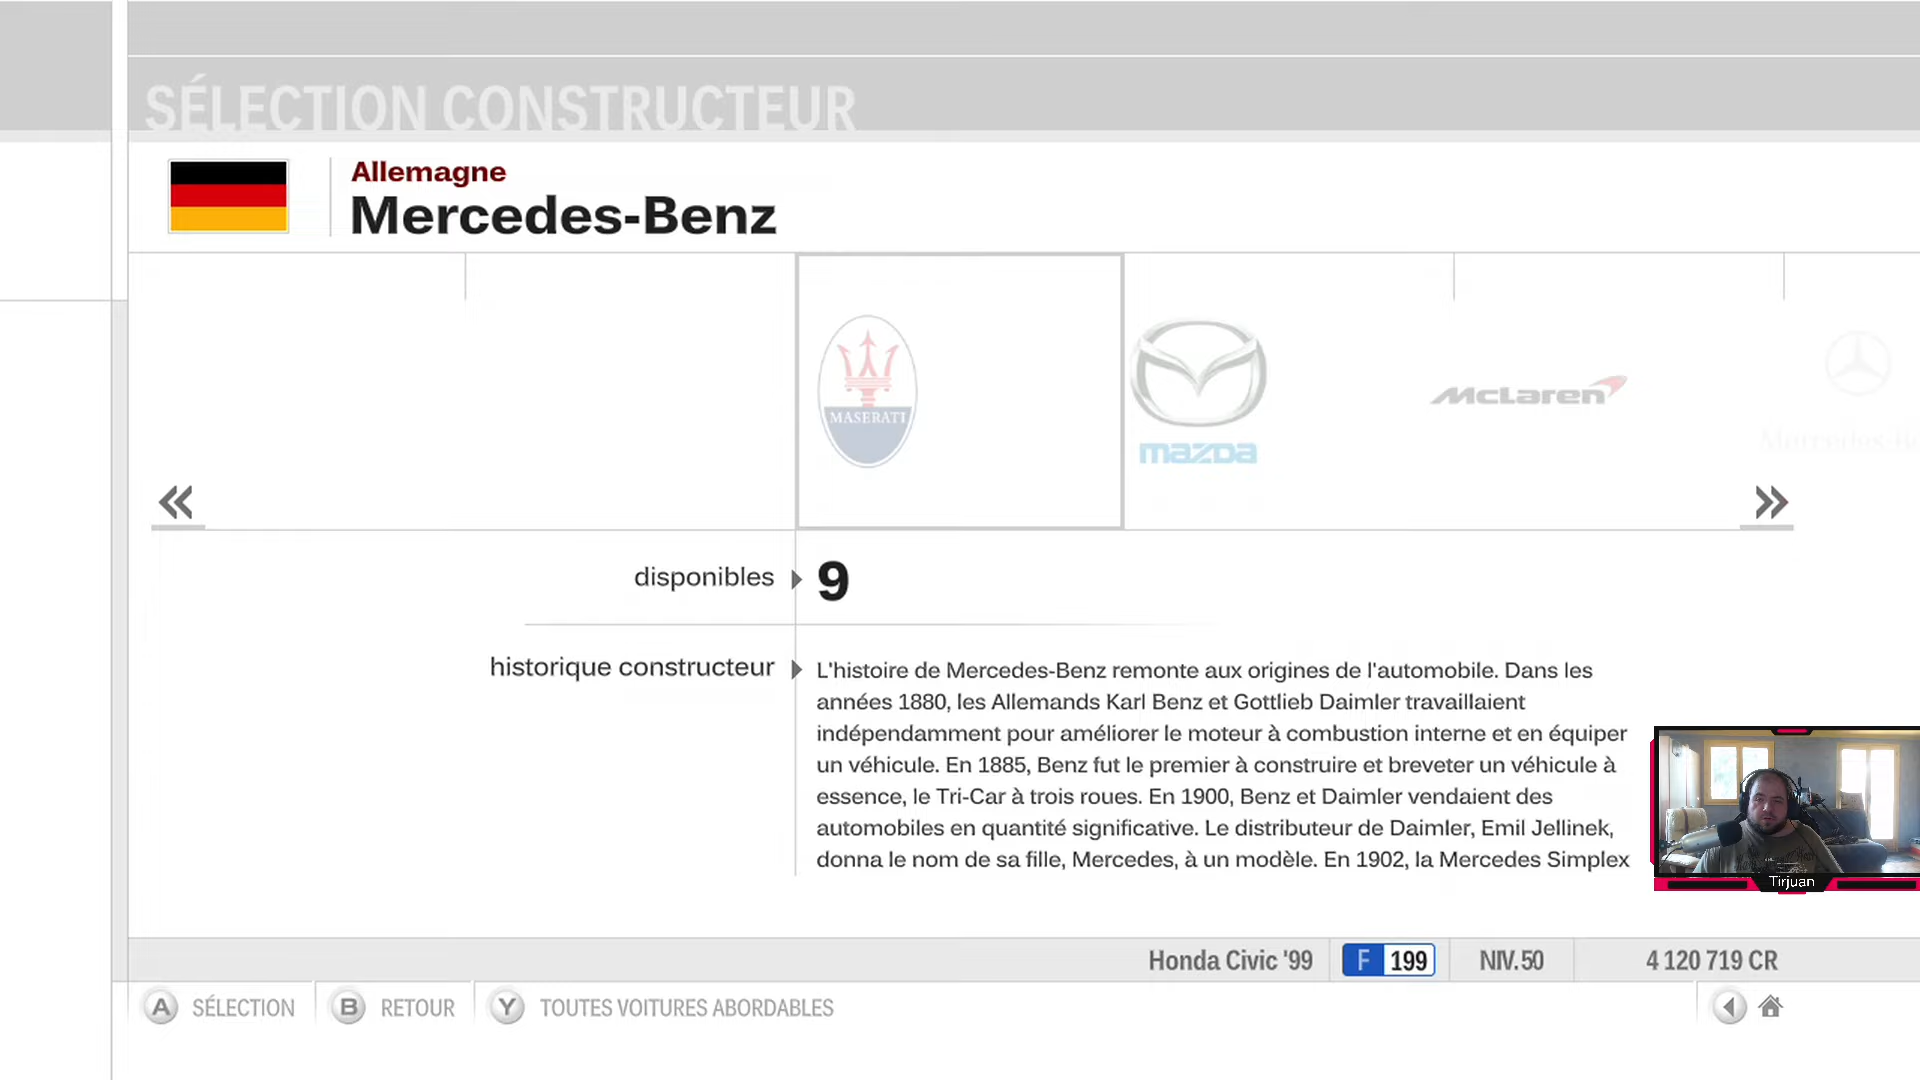 SÉLECTION CONSTRUCTEUR
Allemagne
Mercedes-Benz
MASERATI
mazda
McLaren
disponibles
9
historique constructeur
L'histoire de Mercedes-Benz remonte aux origines de l'automobile. Dans les
années 1880, les Allemands Karl Benz et Gottlieb Daimler travaillaient
indépendamment pour améliorer le moteur à combustion interne et en équiper
un véhicule. En 1885, Benz fut le premier à construire et breveter un véhicule à
essence, le Tri-Car à trois roues. En 1900, Benz et Daimler vendaient des
automobiles en quantité significative. Le distributeur de Daimler, Emil Jellinek,
donna le nom de sa fille, Mercedes, à un modèle. En 1902, la Mercedes Simplex
Tirjuan
Honda Civic '99
F 199
NIV.50
4 120 719 CR
A SÉLECTION
B RETOUR
Y TOUTES VOITURES ABORDABLES